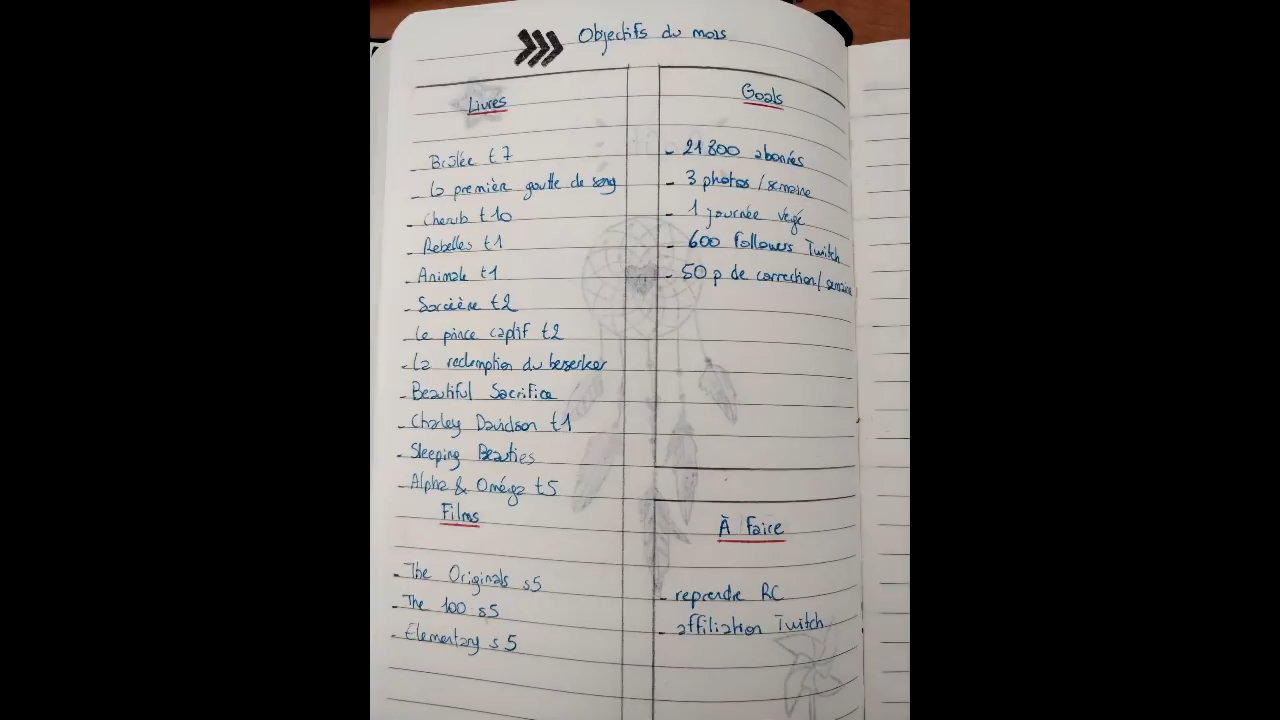 Objectifs du mois
Livres
- Brûlée t7
- La première goutte de sang
- Cherub t10
- Rebelles t1
- Animale t1
- Sorcière t2
- Le prince captif t2
- La redemption du berserker
- Beautiful Sacrifice
- Charley Davidson t1
- Sleeping Beauties
- Alpha & Oméga t5
Films
- The Originals s5
- The 100 s5
- Elementary s5
Goals
- 21 800 abonnés
- 3 photos / semaine
- 1 journée végé
- 600 Followers Twitch
- 50 p de correction / semaine
À faire
- reprendre RC
- affiliation Twitch